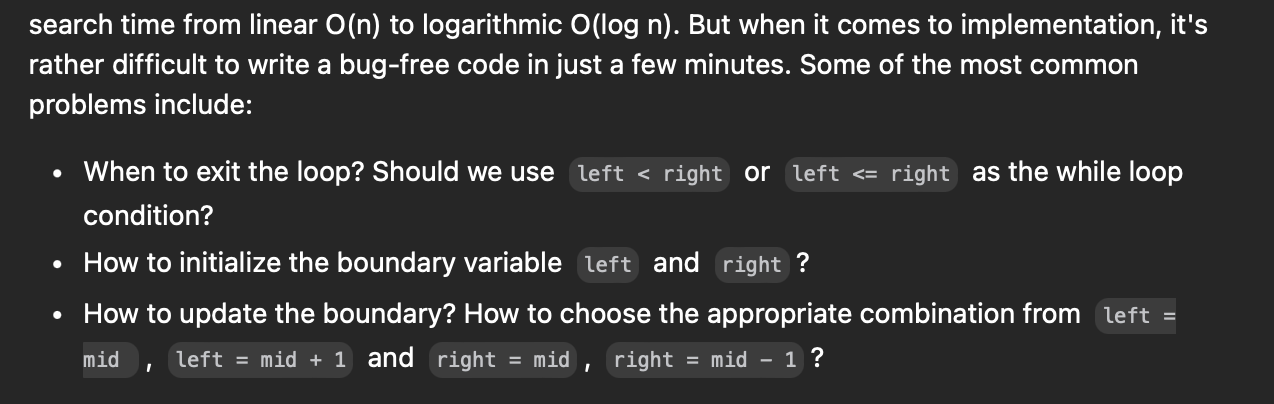 search time from linear O(n) to logarithmic O(log n). But when it comes to implementation, it's
rather difficult to write a bug-free code in just a few minutes. Some of the most common
problems include:
• When to exit the loop? Should we use left < right or left <= right as the while loop
condition?
• How to initialize the boundary variable left and right ?
• How to update the boundary? How to choose the appropriate combination from left =
mid , left = mid + 1 and right = mid , right = mid - 1 ?